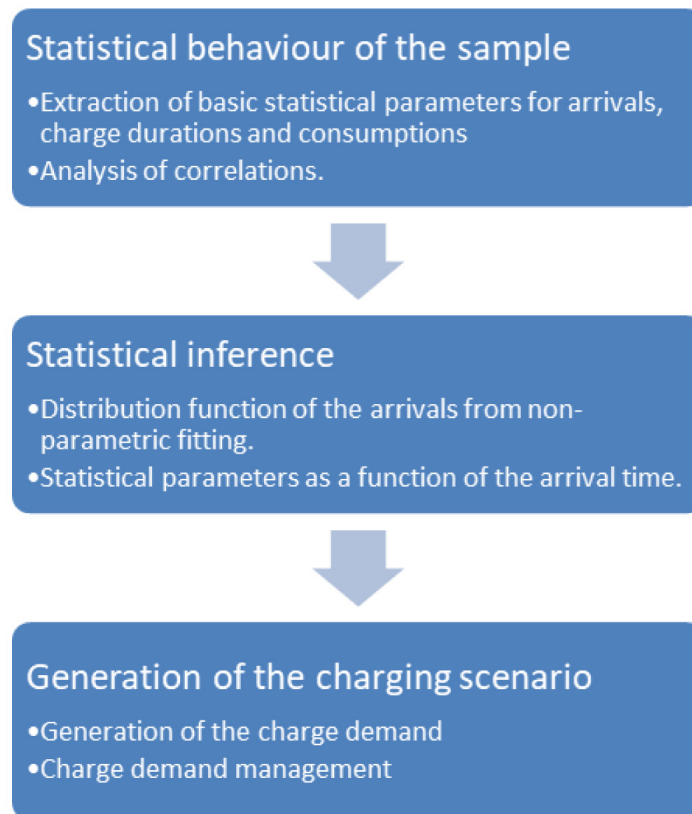 Statistical behaviour of the sample
•Extraction of basic statistical parameters for arrivals,
charge durations and consumptions
•Analysis of correlations.
Statistical inference
•Distribution function of the arrivals from non-
parametric fitting.
•Statistical parameters as a function of the arrival time.
Generation of the charging scenario
•Generation of the charge demand
•Charge demand management